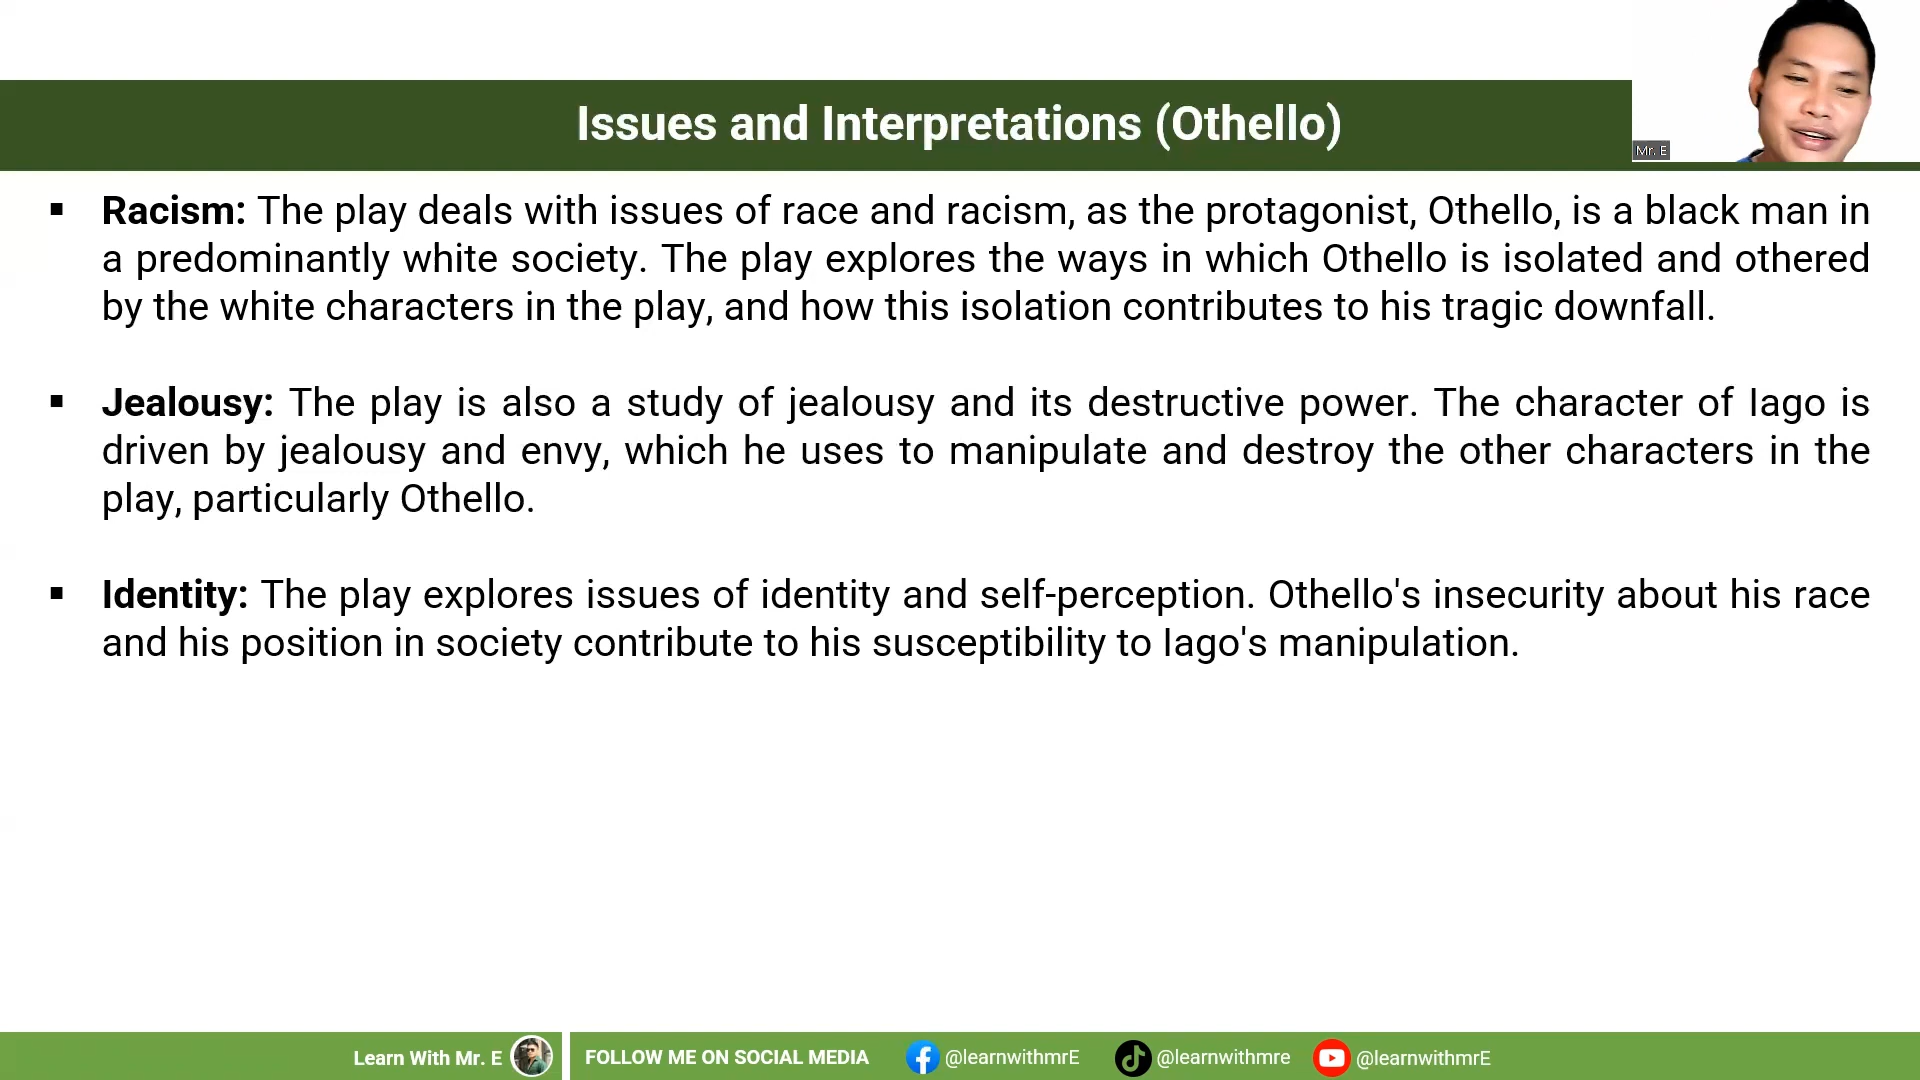 Issues and Interpretations (Othello)
Mr. E
▪ Racism: The play deals with issues of race and racism, as the protagonist, Othello, is a black man in
a predominantly white society. The play explores the ways in which Othello is isolated and othered
by the white characters in the play, and how this isolation contributes to his tragic downfall.
▪ Jealousy: The play is also a study of jealousy and its destructive power. The character of Iago is
driven by jealousy and envy, which he uses to manipulate and destroy the other characters in the
play, particularly Othello.
▪ Identity: The play explores issues of identity and self-perception. Othello's insecurity about his race
and his position in society contribute to his susceptibility to Iago's manipulation.
Learn With Mr. E FOLLOW ME ON SOCIAL MEDIA @learnwithmrE @learnwithmre @learnwithmrE